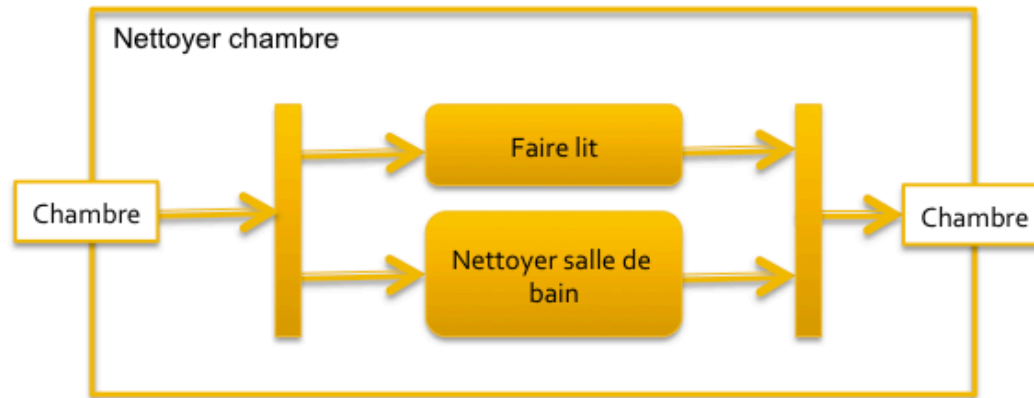 Nettoyer chambre
Faire lit
Chambre
Chambre
Nettoyer salle de
bain